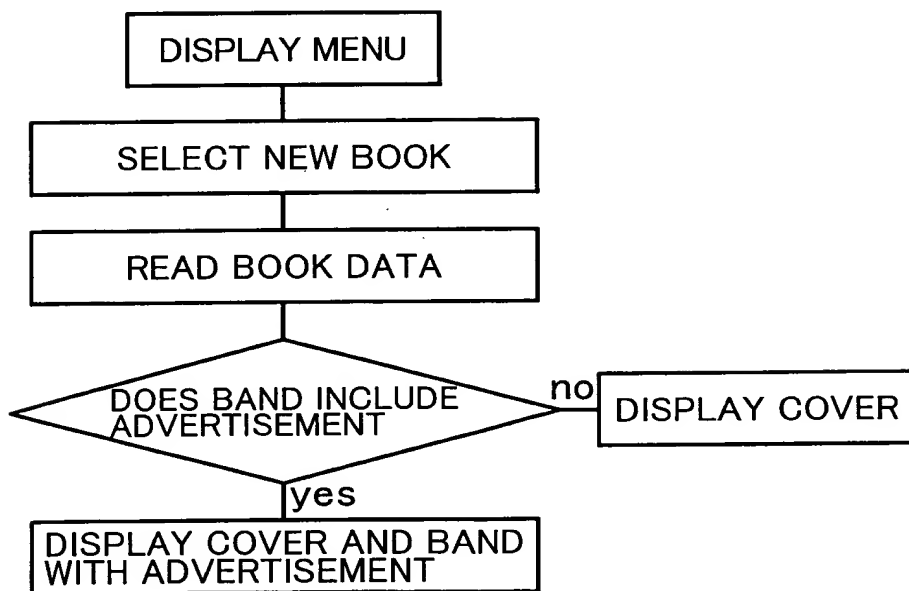 DISPLAY MENU
SELECT NEW BOOK
READ BOOK DATA
DOES BAND INCLUDE
ADVERTISEMENT
no
DISPLAY COVER
yes
DISPLAY COVER AND BAND
WITH ADVERTISEMENT